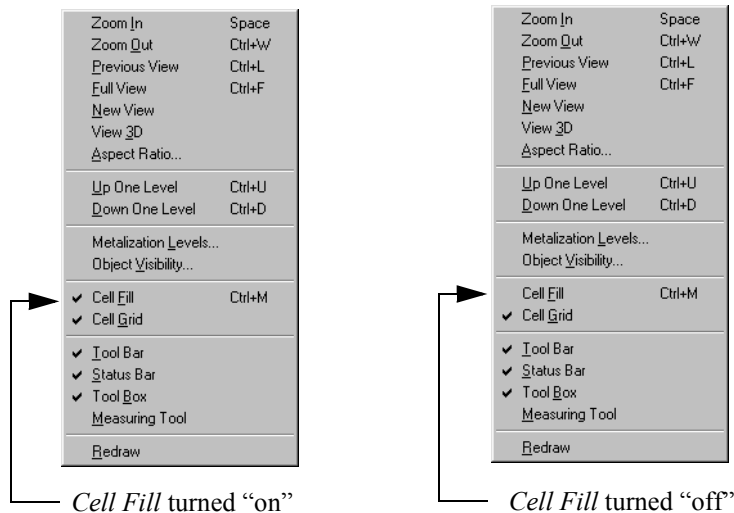 Zoom In Space
Zoom Out Ctrl+W
Previous View Ctrl+L
Full View Ctrl+F
New View
View 3D
Aspect Ratio...
Up One Level Ctrl+U
Down One Level Ctrl+D
Metalization Levels...
Object Visibility...
✔ Cell Fill Ctrl+M
✔ Cell Grid
✔ Tool Bar
✔ Status Bar
✔ Tool Box
Measuring Tool
Redraw
Cell Fill turned “on”
Zoom In Space
Zoom Out Ctrl+W
Previous View Ctrl+L
Full View Ctrl+F
New View
View 3D
Aspect Ratio...
Up One Level Ctrl+U
Down One Level Ctrl+D
Metalization Levels...
Object Visibility...
Cell Fill Ctrl+M
✔ Cell Grid
✔ Tool Bar
✔ Status Bar
✔ Tool Box
Measuring Tool
Redraw
Cell Fill turned “off”